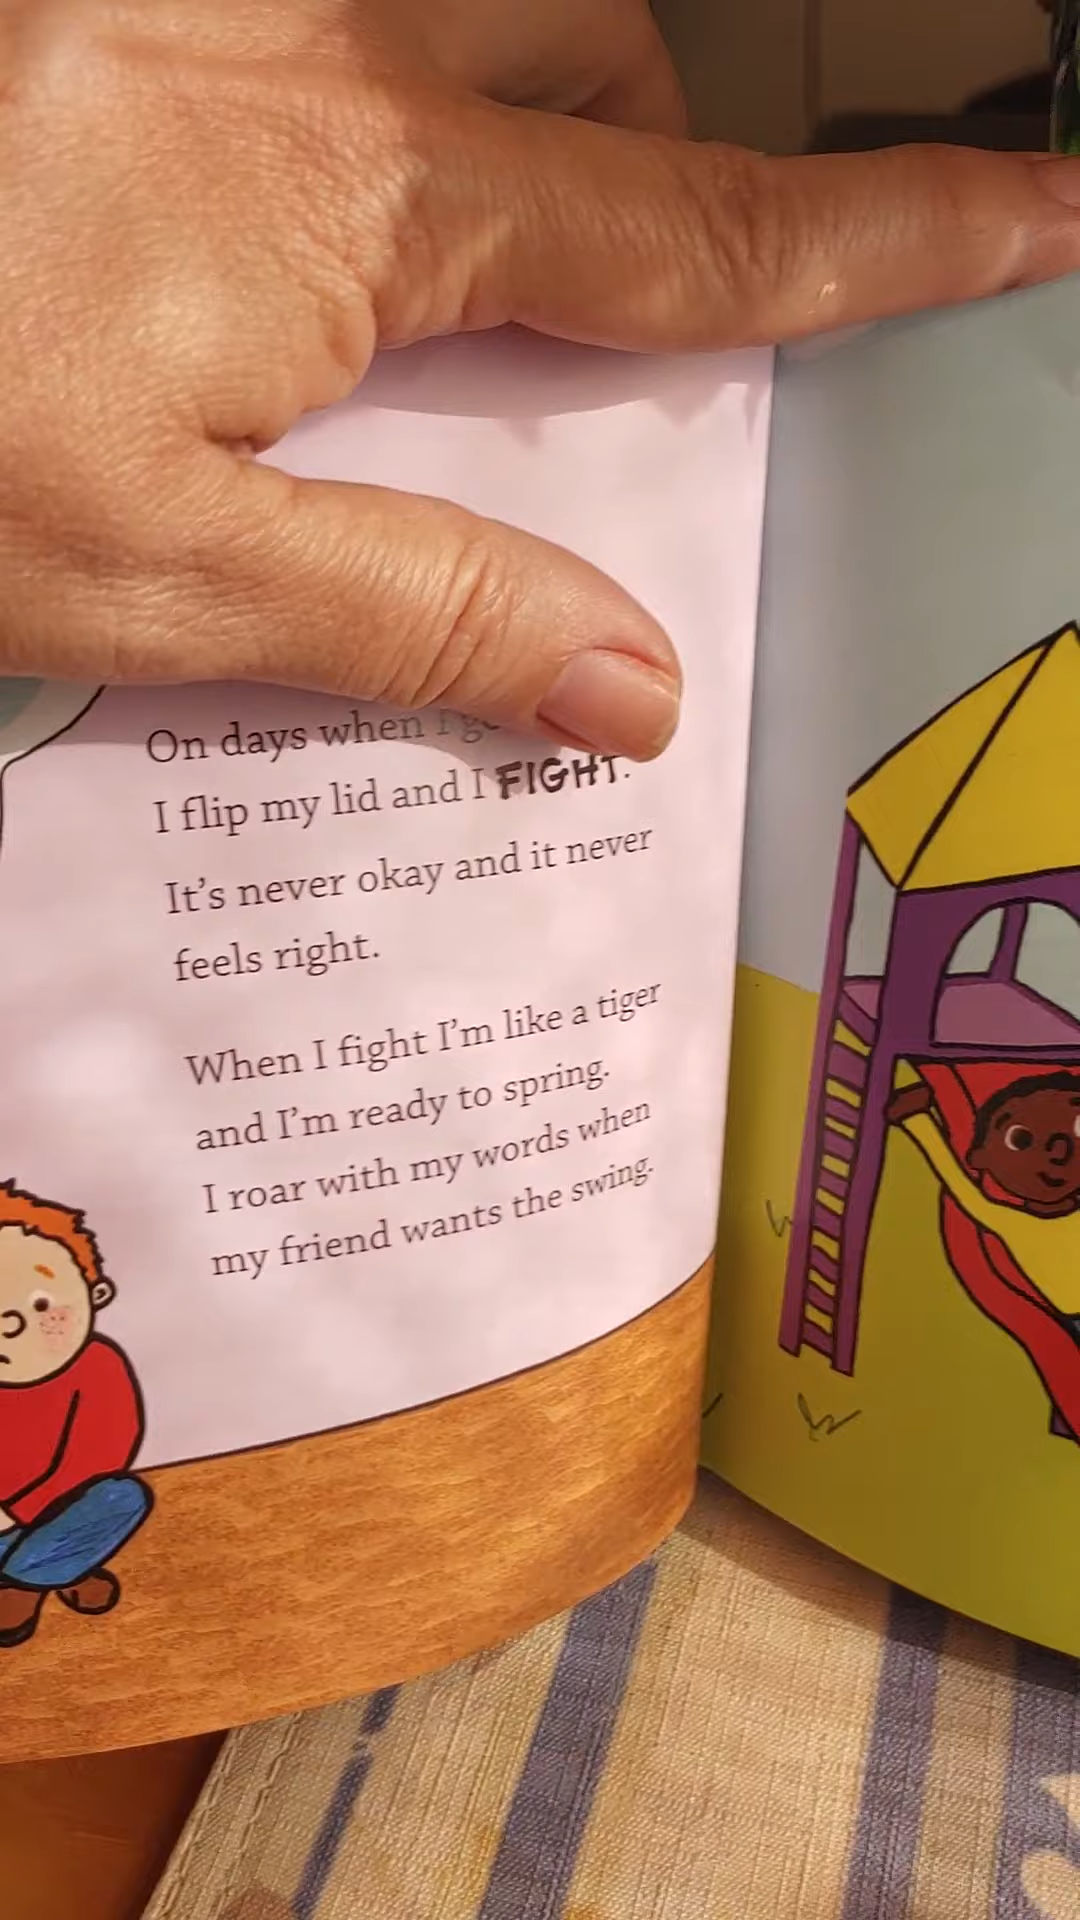 On days when I
I flip my lid and I FIGHT.
It's never okay and it never
feels right.
When I fight I'm like a tiger
and I'm ready to spring.
I roar with my words when
my friend wants the swing.